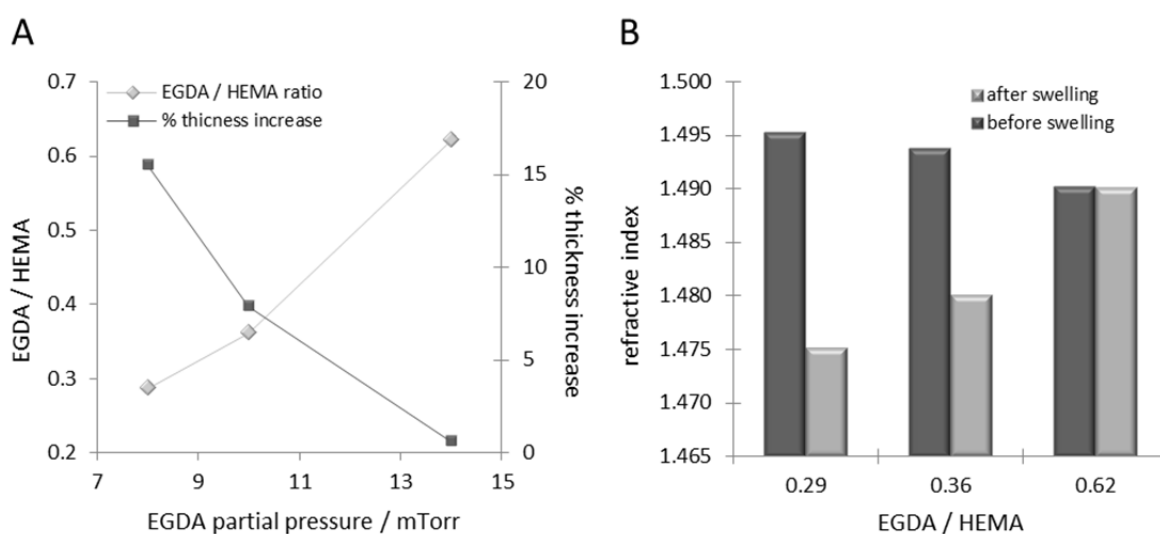 A
EGDA / HEMA ratio
% thicness increase
0.7
0.6
0.5
0.4
0.3
0.2
EGDA / HEMA
20
15
10
5
0
% thickness increase
7 9 11 13 15
EGDA partial pressure / mTorr
B
after swelling
before swelling
1.500
1.495
1.490
1.485
1.480
1.475
1.470
1.465
refractive index
0.29 0.36 0.62
EGDA / HEMA